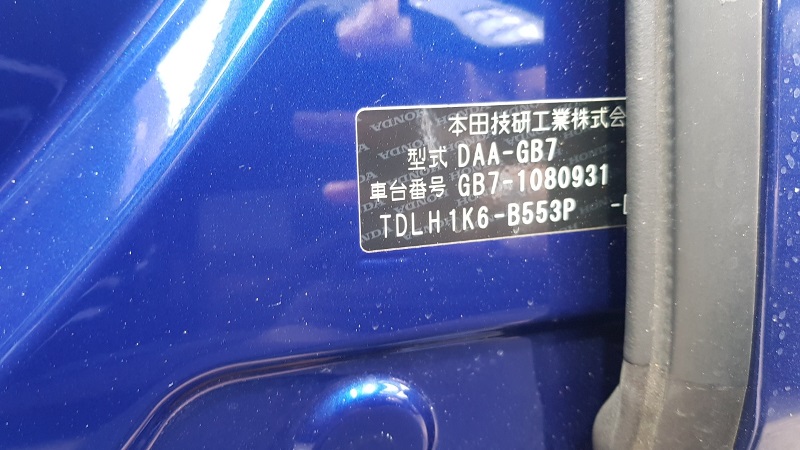 本田技研工業株式会
型式 DAA-GB7
車台番号 GB7-1080931
TDLH1K6-B553P -